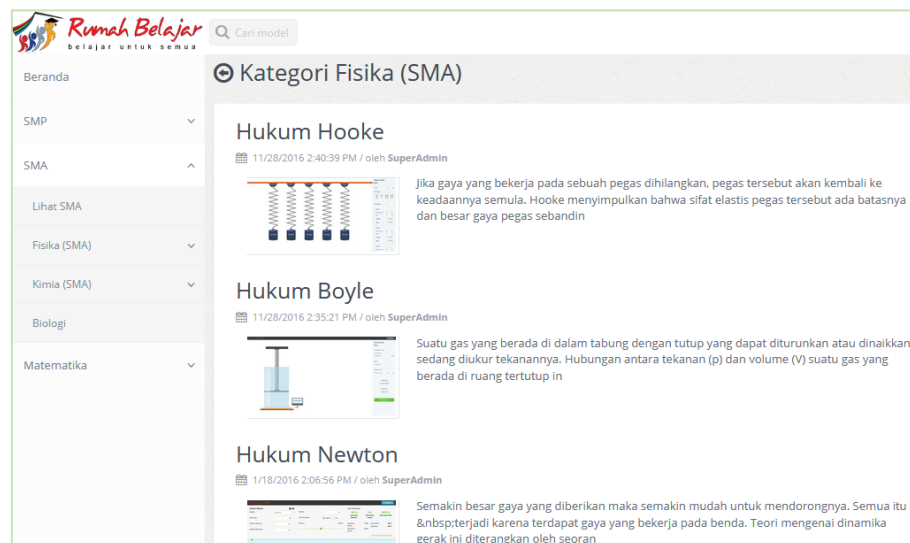 Rumah Belajar
belajar untuk semua
Cari model
Beranda
SMP
SMA
Lihat SMA
Fisika (SMA)
Kimia (SMA)
Biologi
Matematika
Kategori Fisika (SMA)
Hukum Hooke
11/28/2016 2:40:39 PM / oleh SuperAdmin
Jika gaya yang bekerja pada sebuah pegas dihilangkan, pegas tersebut akan kembali ke
keadaannya semula. Hooke menyimpulkan bahwa sifat elastis pegas tersebut ada batasnya
dan besar gaya pegas sebandin
Hukum Boyle
11/28/2016 2:35:21 PM / oleh SuperAdmin
Suatu gas yang berada di dalam tabung dengan tutup yang dapat diturunkan atau dinaikkan
sedang diukur tekanannya. Hubungan antara tekanan (p) dan volume (V) suatu gas yang
berada di ruang tertutup in
Hukum Newton
1/18/2016 2:06:56 PM / oleh SuperAdmin
Semakin besar gaya yang diberikan maka semakin mudah untuk mendorongnya. Semua itu
&nbsp;terjadi karena terdapat gaya yang bekerja pada benda. Teori mengenai dinamika
gerak ini diterangkan oleh seoran